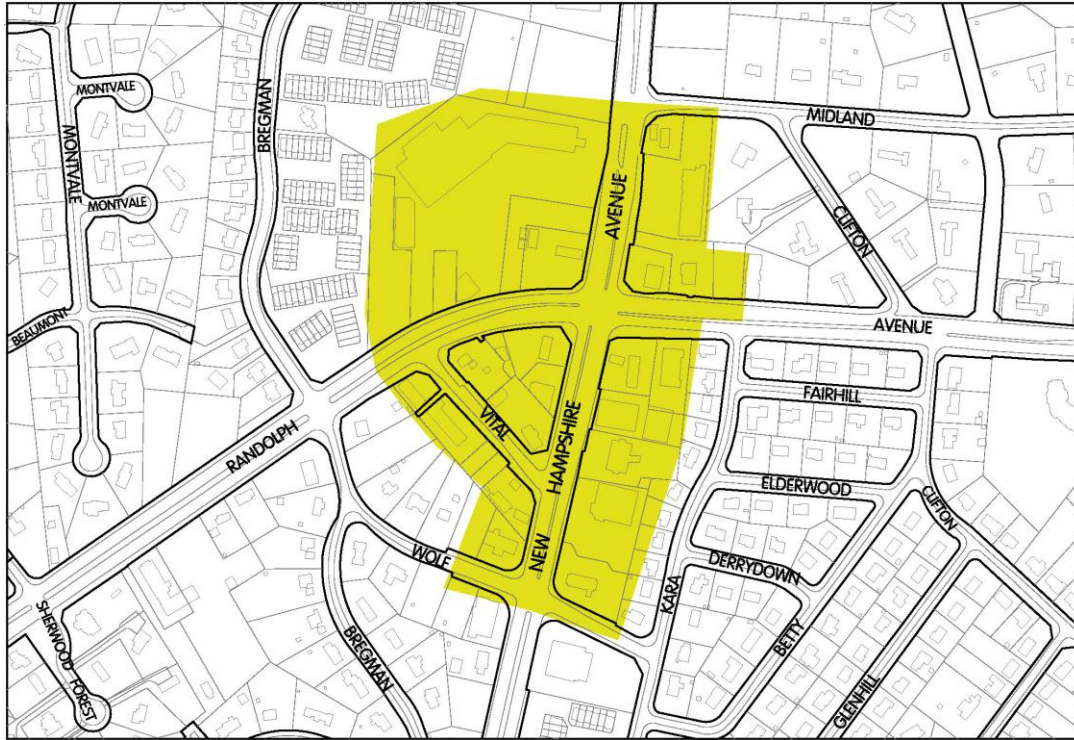 MONTVALE
MIDLAND
BREGMAN
MONTVALE
MONTVALE
AVENUE
CLIFTON
BEAUMONT
AVENUE
FAIRHILL
VITAL
HAMPSHIRE
RANDOLPH
ELDERWOOD
CLIFTON
NEW
WOLF
DERRYDOWN
KARA
SHERWOOD FOREST
BREGMAN
BETTY
GLENHILL